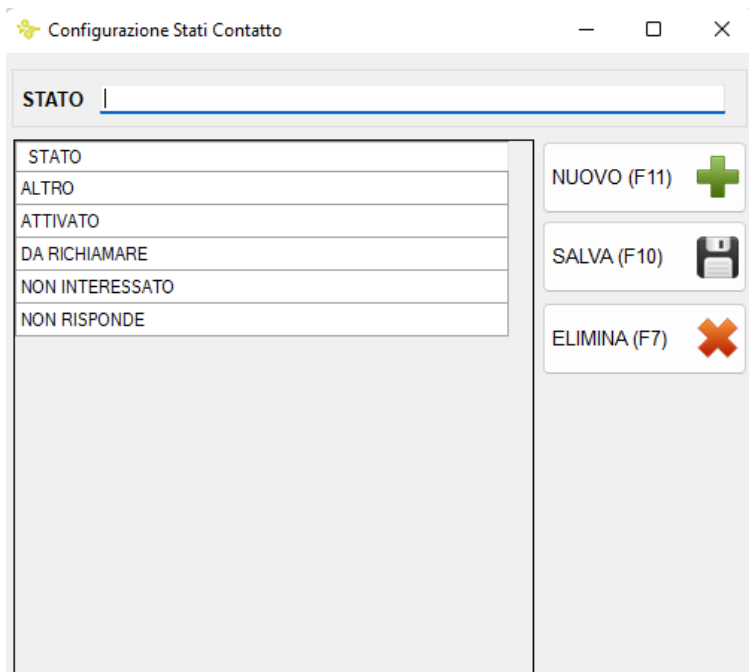 Configurazione Stati Contatto
STATO
STATO
ALTRO
ATTIVATO
DA RICHIAMARE
NON INTERESSATO
NON RISPONDE
NUOVO (F11)
SALVA (F10)
ELIMINA (F7)